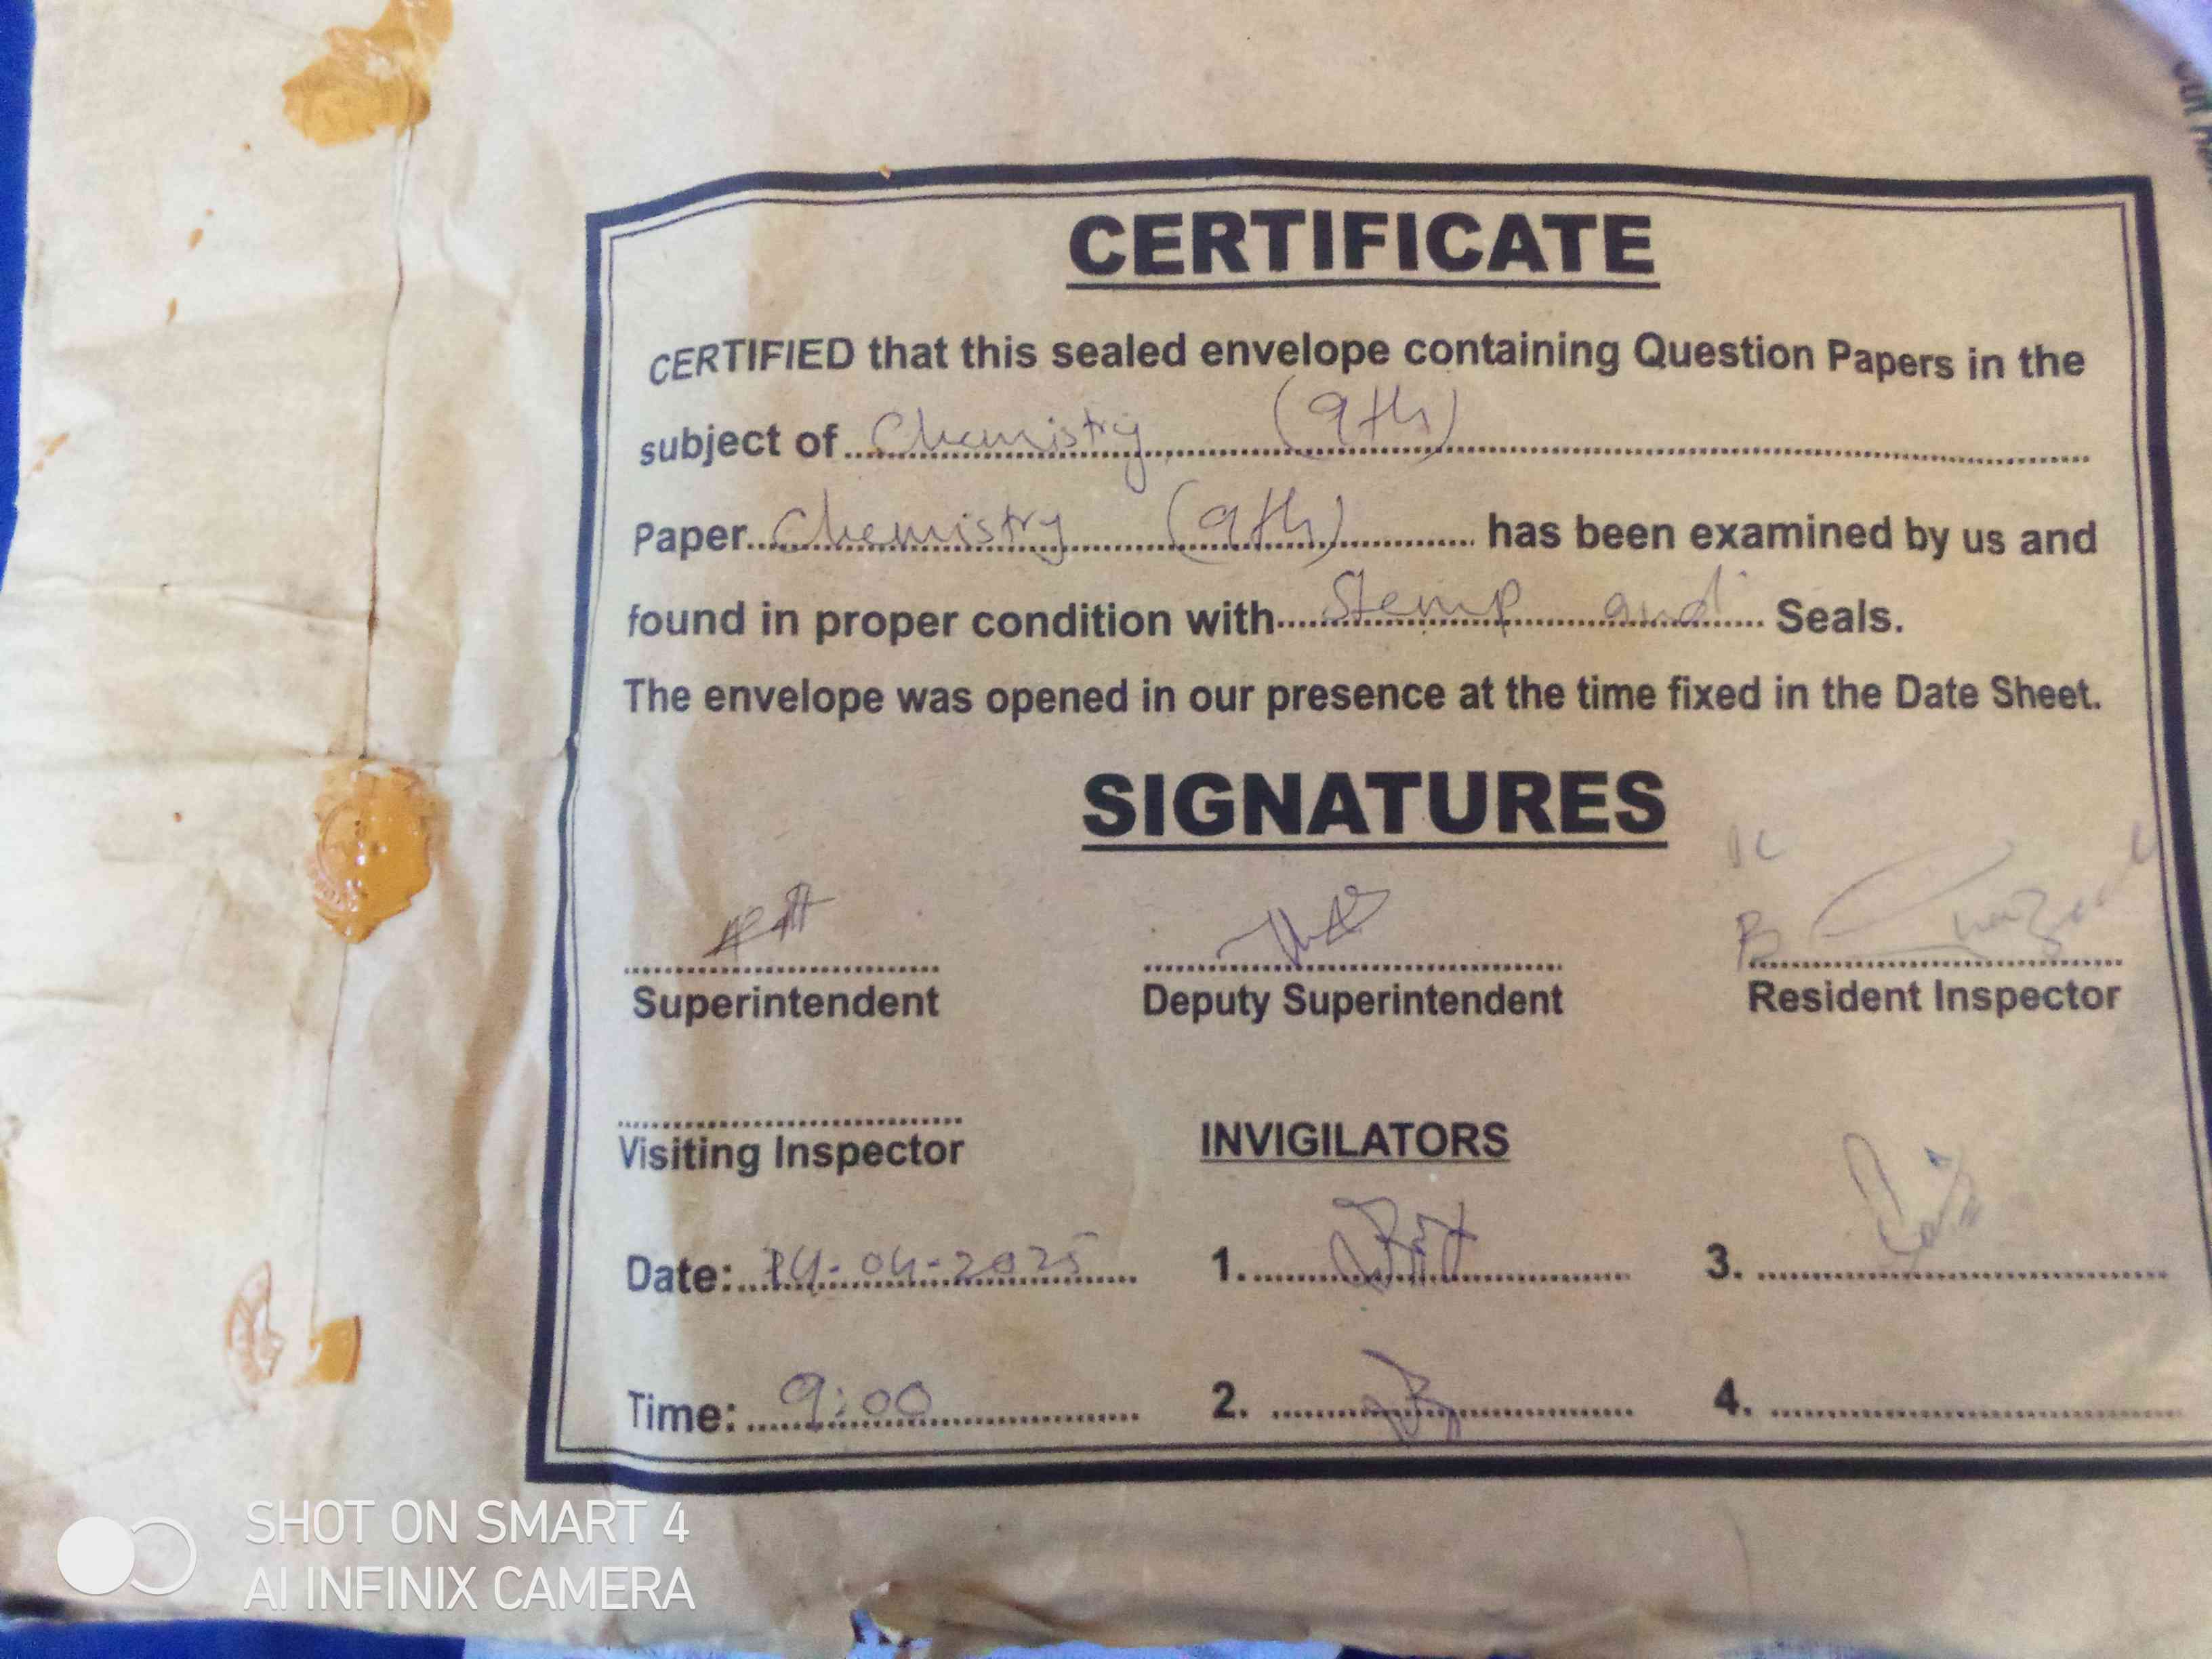 CERTIFICATE
CERTIFIED that this sealed envelope containing Question Papers in the
subject of Chemistry (9th)
Paper Chemistry (9th) has been examined by us and
found in proper condition with Stemp and Seals.
The envelope was opened in our presence at the time fixed in the Date Sheet.
SIGNATURES
Superintendent Deputy Superintendent Resident Inspector
Visiting Inspector INVIGILATORS
Date: 14-04-2025 1. 3.
Time: 9:00 2. 4.
SHOT ON SMART 4
AI INFINIX CAMERA